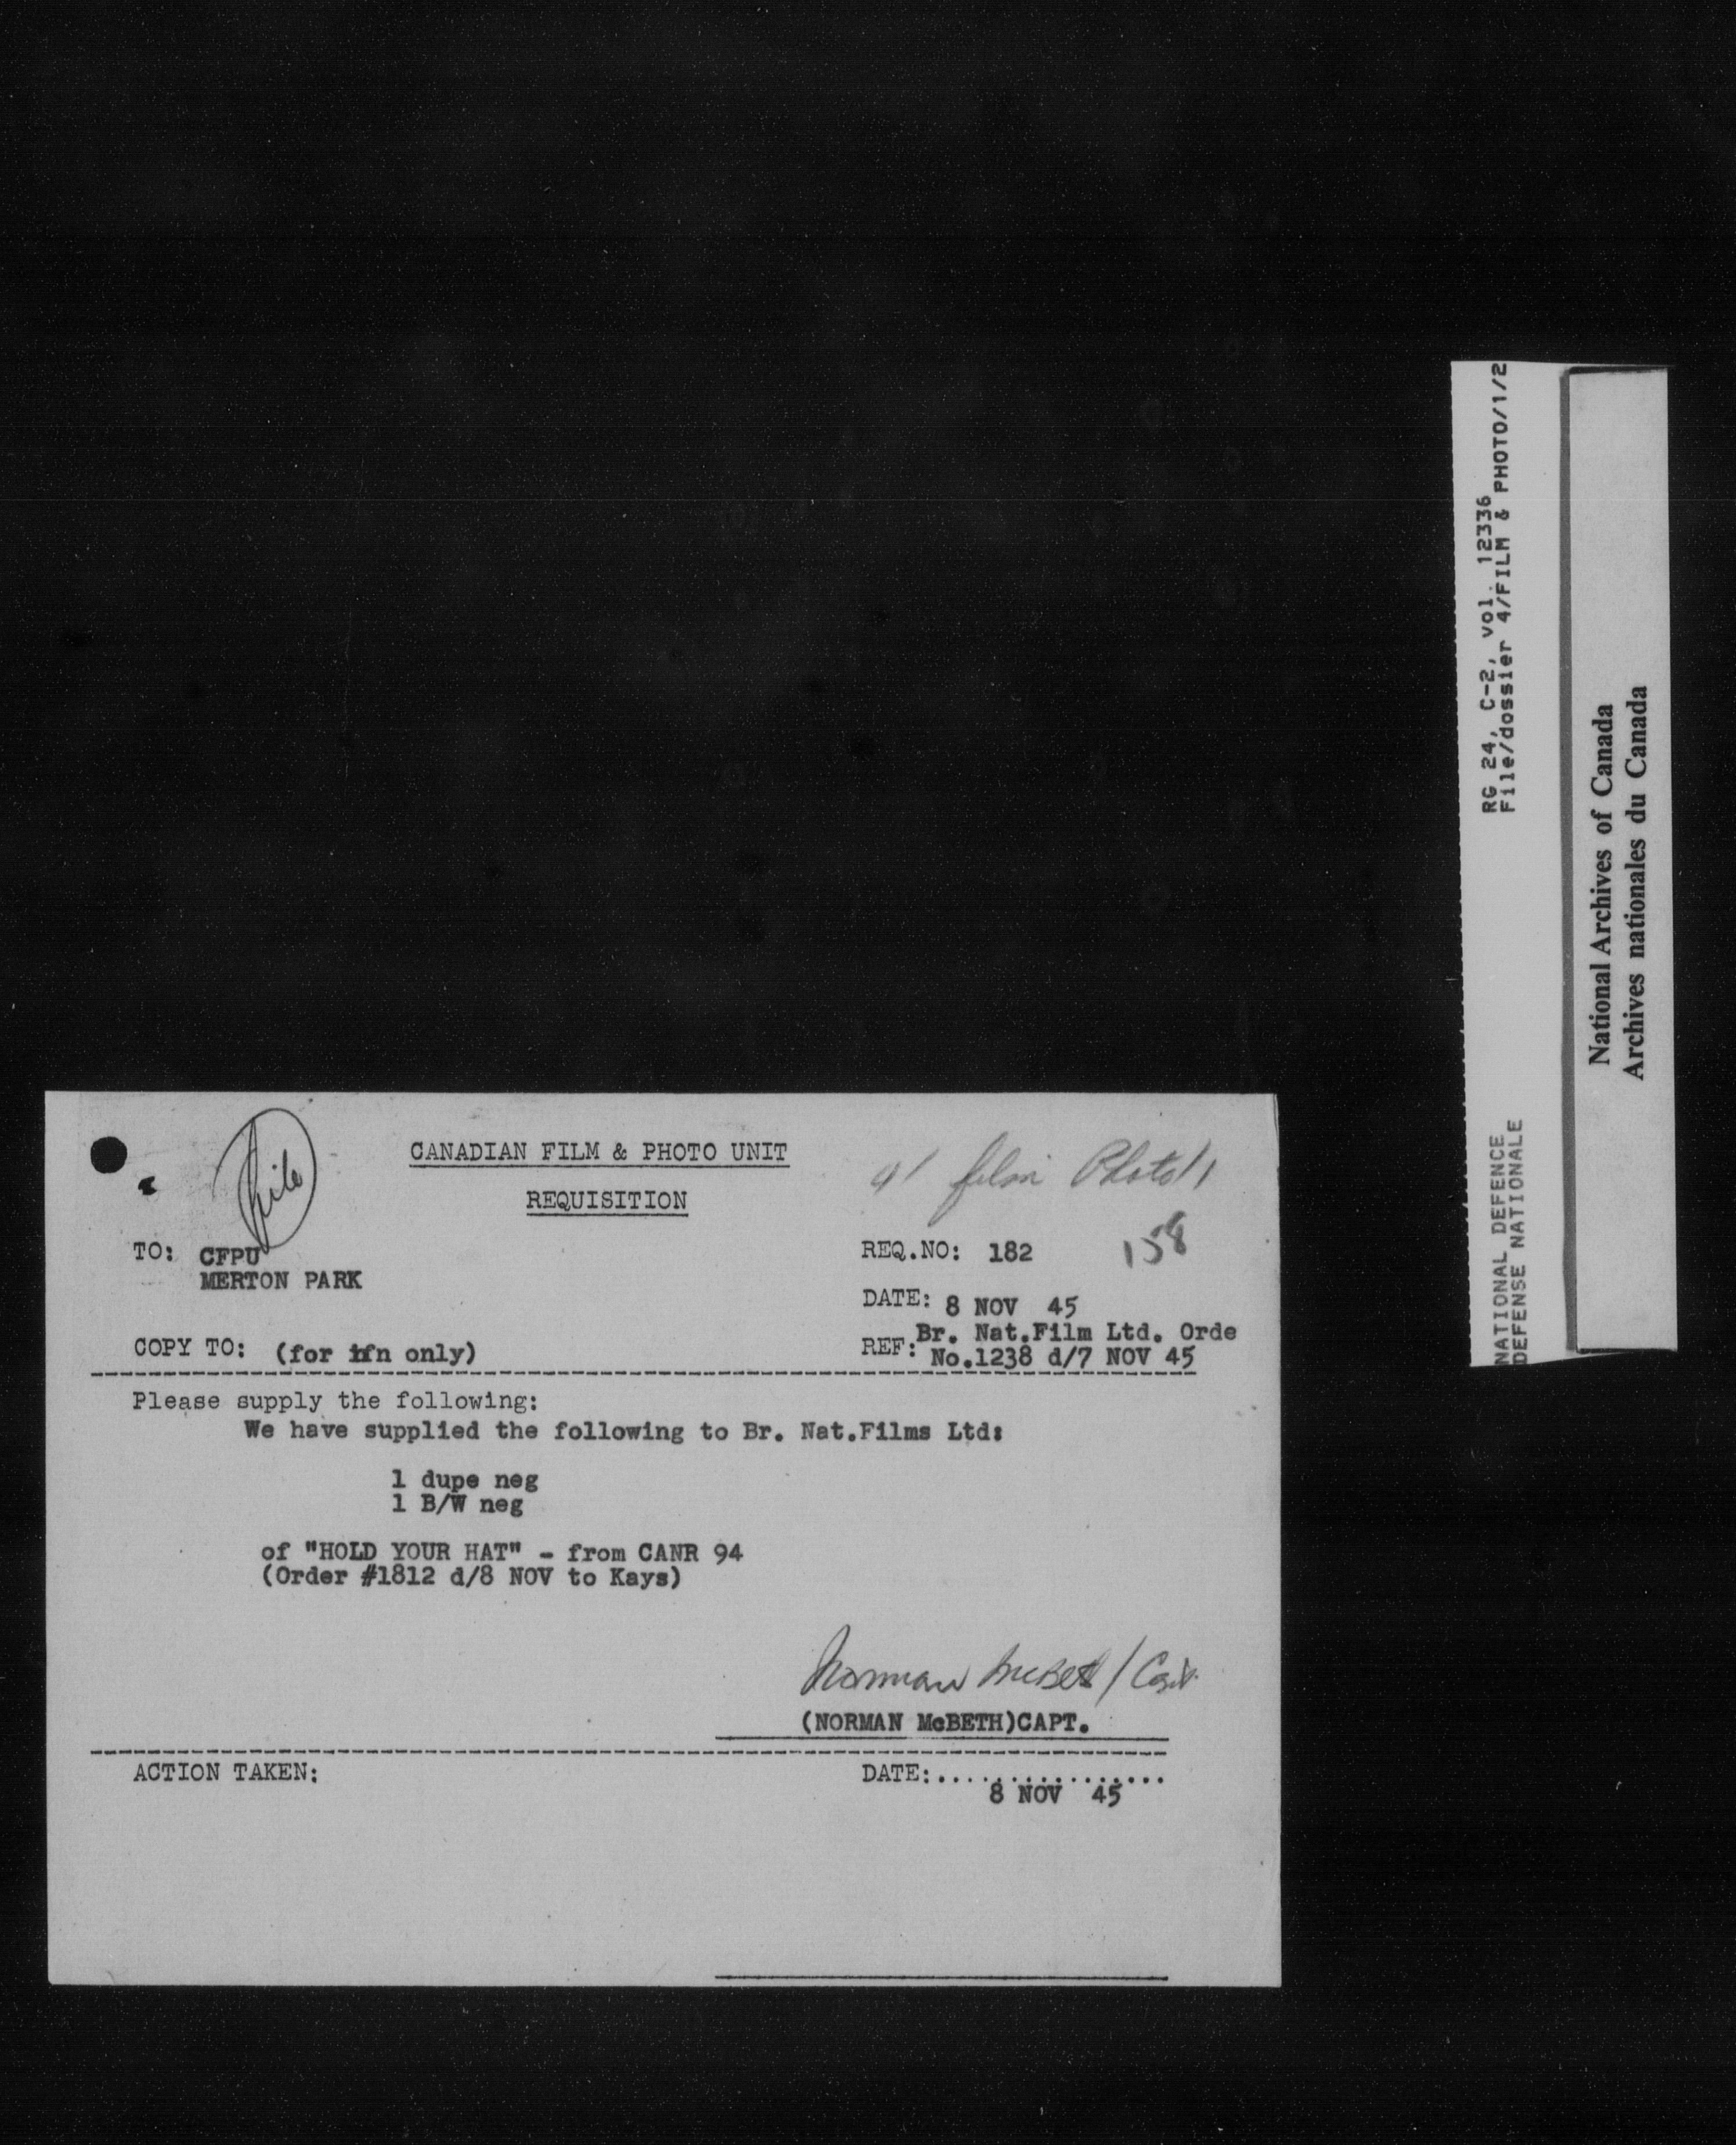 CANADIAN FILM & PHOTO UNIT
REQUISITION
file
4/ film Photo/1
158
TO: CFPU
MERTON PARK
REQ.NO: 182
DATE: 8 NOV 45
COPY TO: (for ifn only)
REF: Br. Nat.Film Ltd. Orde
No.1238 d/7 NOV 45
Please supply the following:
We have supplied the following to Br. Nat.Films Ltd:
1 dupe neg
1 B/W neg
of "HOLD YOUR HAT" - from CANR 94
(Order #1812 d/8 NOV to Kays)
Norman McBeth/Capt.
(NORMAN McBETH)CAPT.
ACTION TAKEN:
DATE:.................
8 NOV 45
NATIONAL DEFENCE
DEFENSE NATIONALE
RG 24, C-2, vol. 12336
File/dossier 4/FILM & PHOTO/1/2
National Archives of Canada
Archives nationales du Canada